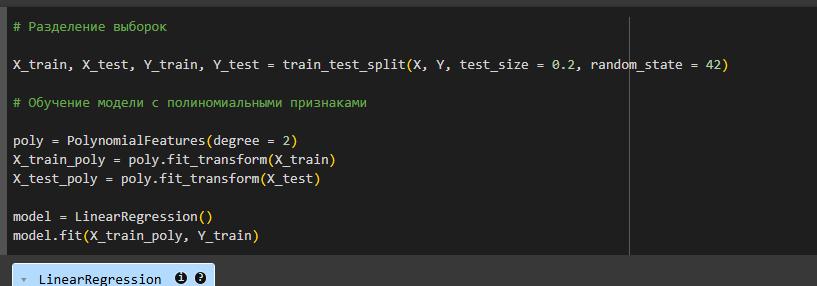 # Разделение выборок
X_train, X_test, Y_train, Y_test = train_test_split(X, Y, test_size = 0.2, random_state = 42)
# Обучение модели с полиномиальными признаками
poly = PolynomialFeatures(degree = 2)
X_train_poly = poly.fit_transform(X_train)
X_test_poly = poly.fit_transform(X_test)
model = LinearRegression()
model.fit(X_train_poly, Y_train)
▾ LinearRegression i ?